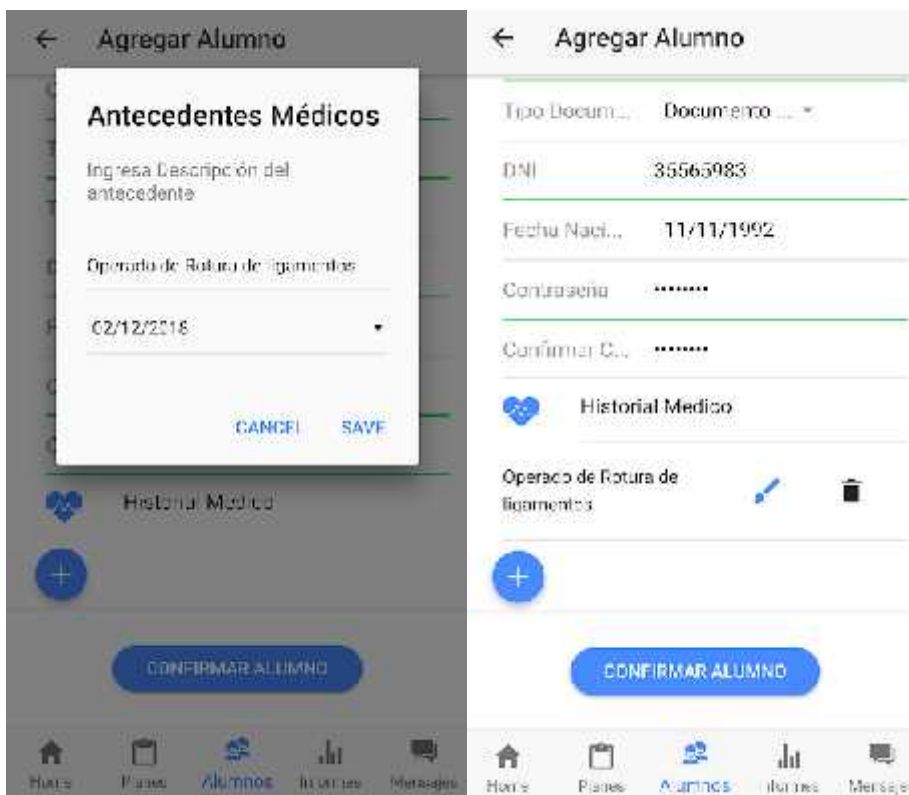 Agregar Alumno
Antecedentes Médicos
Ingresa Descripción del
antecedente
Operado de Rotura de ligamentos
02/12/2018
CANCEL SAVE
Historial Medico
CONFIRMAR ALUMNO
Home Planes Alumnos Informes Mensajes
Agregar Alumno
Tipo Docum... Documento ...
DNI 35565983
Fecha Naci... 11/11/1992
Contraseña ••••••••
Confirmar C... ••••••••
Historial Medico
Operado de Rotura de
ligamentos
CONFIRMAR ALUMNO
Home Planes Alumnos Informes Mensajes